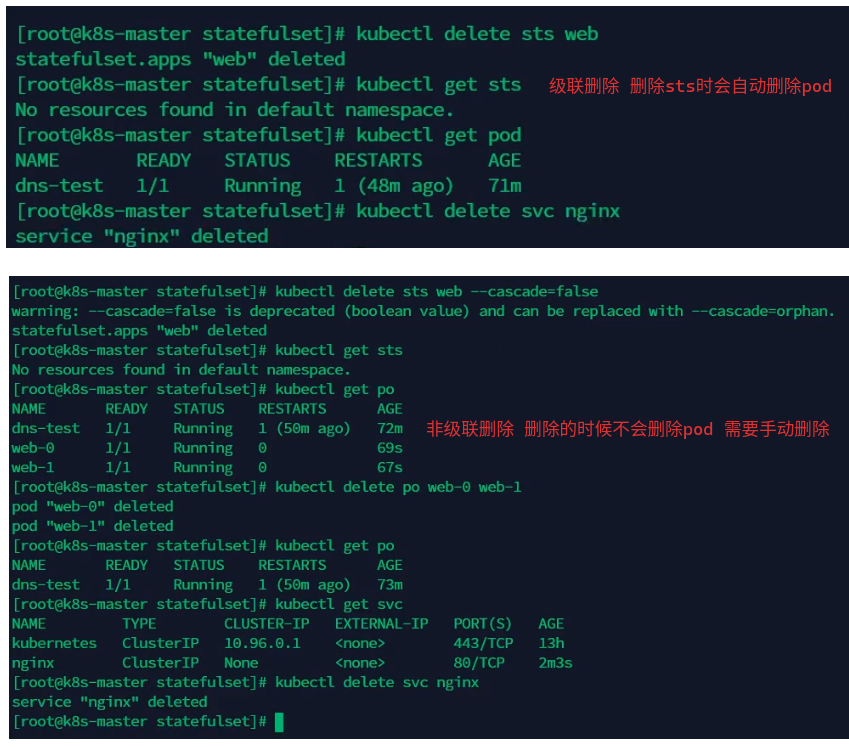 [root@k8s-master statefulset]# kubectl delete sts web
statefulset.apps "web" deleted
[root@k8s-master statefulset]# kubectl get sts 级联删除 删除sts时会自动删除pod
No resources found in default namespace.
[root@k8s-master statefulset]# kubectl get pod
NAME READY STATUS RESTARTS AGE
dns-test 1/1 Running 1 (48m ago) 71m
[root@k8s-master statefulset]# kubectl delete svc nginx
service "nginx" deleted
[root@k8s-master statefulset]# kubectl delete sts web --cascade=false
warning: --cascade=false is deprecated (boolean value) and can be replaced with --cascade=orphan.
statefulset.apps "web" deleted
[root@k8s-master statefulset]# kubectl get sts
No resources found in default namespace.
[root@k8s-master statefulset]# kubectl get po
NAME READY STATUS RESTARTS AGE
dns-test 1/1 Running 1 (50m ago) 72m 非级联删除 删除的时候不会删除pod 需要手动删除
web-0 1/1 Running 0 69s
web-1 1/1 Running 0 67s
[root@k8s-master statefulset]# kubectl delete po web-0 web-1
pod "web-0" deleted
pod "web-1" deleted
[root@k8s-master statefulset]# kubectl get po
NAME READY STATUS RESTARTS AGE
dns-test 1/1 Running 1 (50m ago) 73m
[root@k8s-master statefulset]# kubectl get svc
NAME TYPE CLUSTER-IP EXTERNAL-IP PORT(S) AGE
kubernetes ClusterIP 10.96.0.1 <none> 443/TCP 13h
nginx ClusterIP None <none> 80/TCP 2m3s
[root@k8s-master statefulset]# kubectl delete svc nginx
service "nginx" deleted
[root@k8s-master statefulset]#